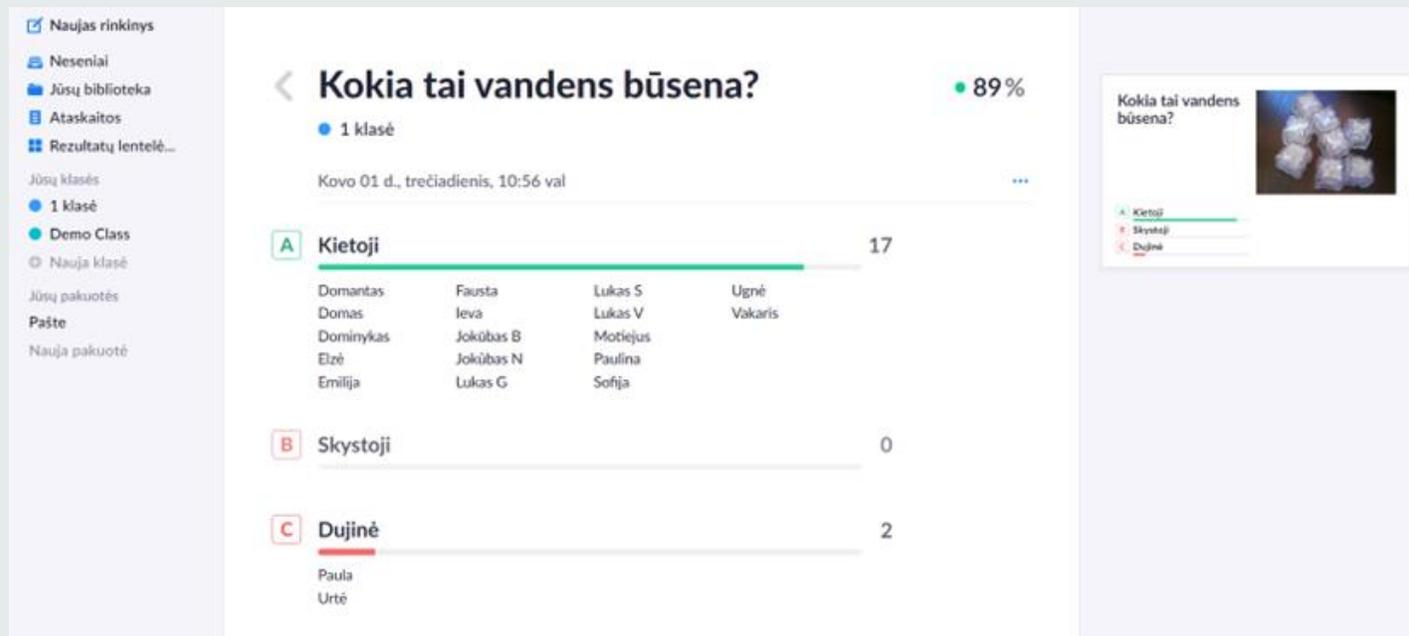 Naujas rinkinys
Neseniai
Jūsų biblioteka
Ataskaitos
Rezultatų lentelė...
Jūsų klasės
1 klasė
Demo Class
Nauja klasė
Jūsų pakuotės
Pašte
Nauja pakuotė
Kokia tai vandens būsena?
89%
1 klasė
Kovo 01 d., trečiadienis, 10:56 val
A Kietoji 17
Domantas Fausta Lukas S Ugnė
Domas Ieva Lukas V Vakaris
Dominykas Jokūbas B Motiejus
Elzė Jokūbas N Paulina
Emilija Lukas G Sofija
B Skystoji 0
C Dujinė 2
Paula
Urtė
Kokia tai vandens
būsena?
A Kietoji
B Skystoji
C Dujinė